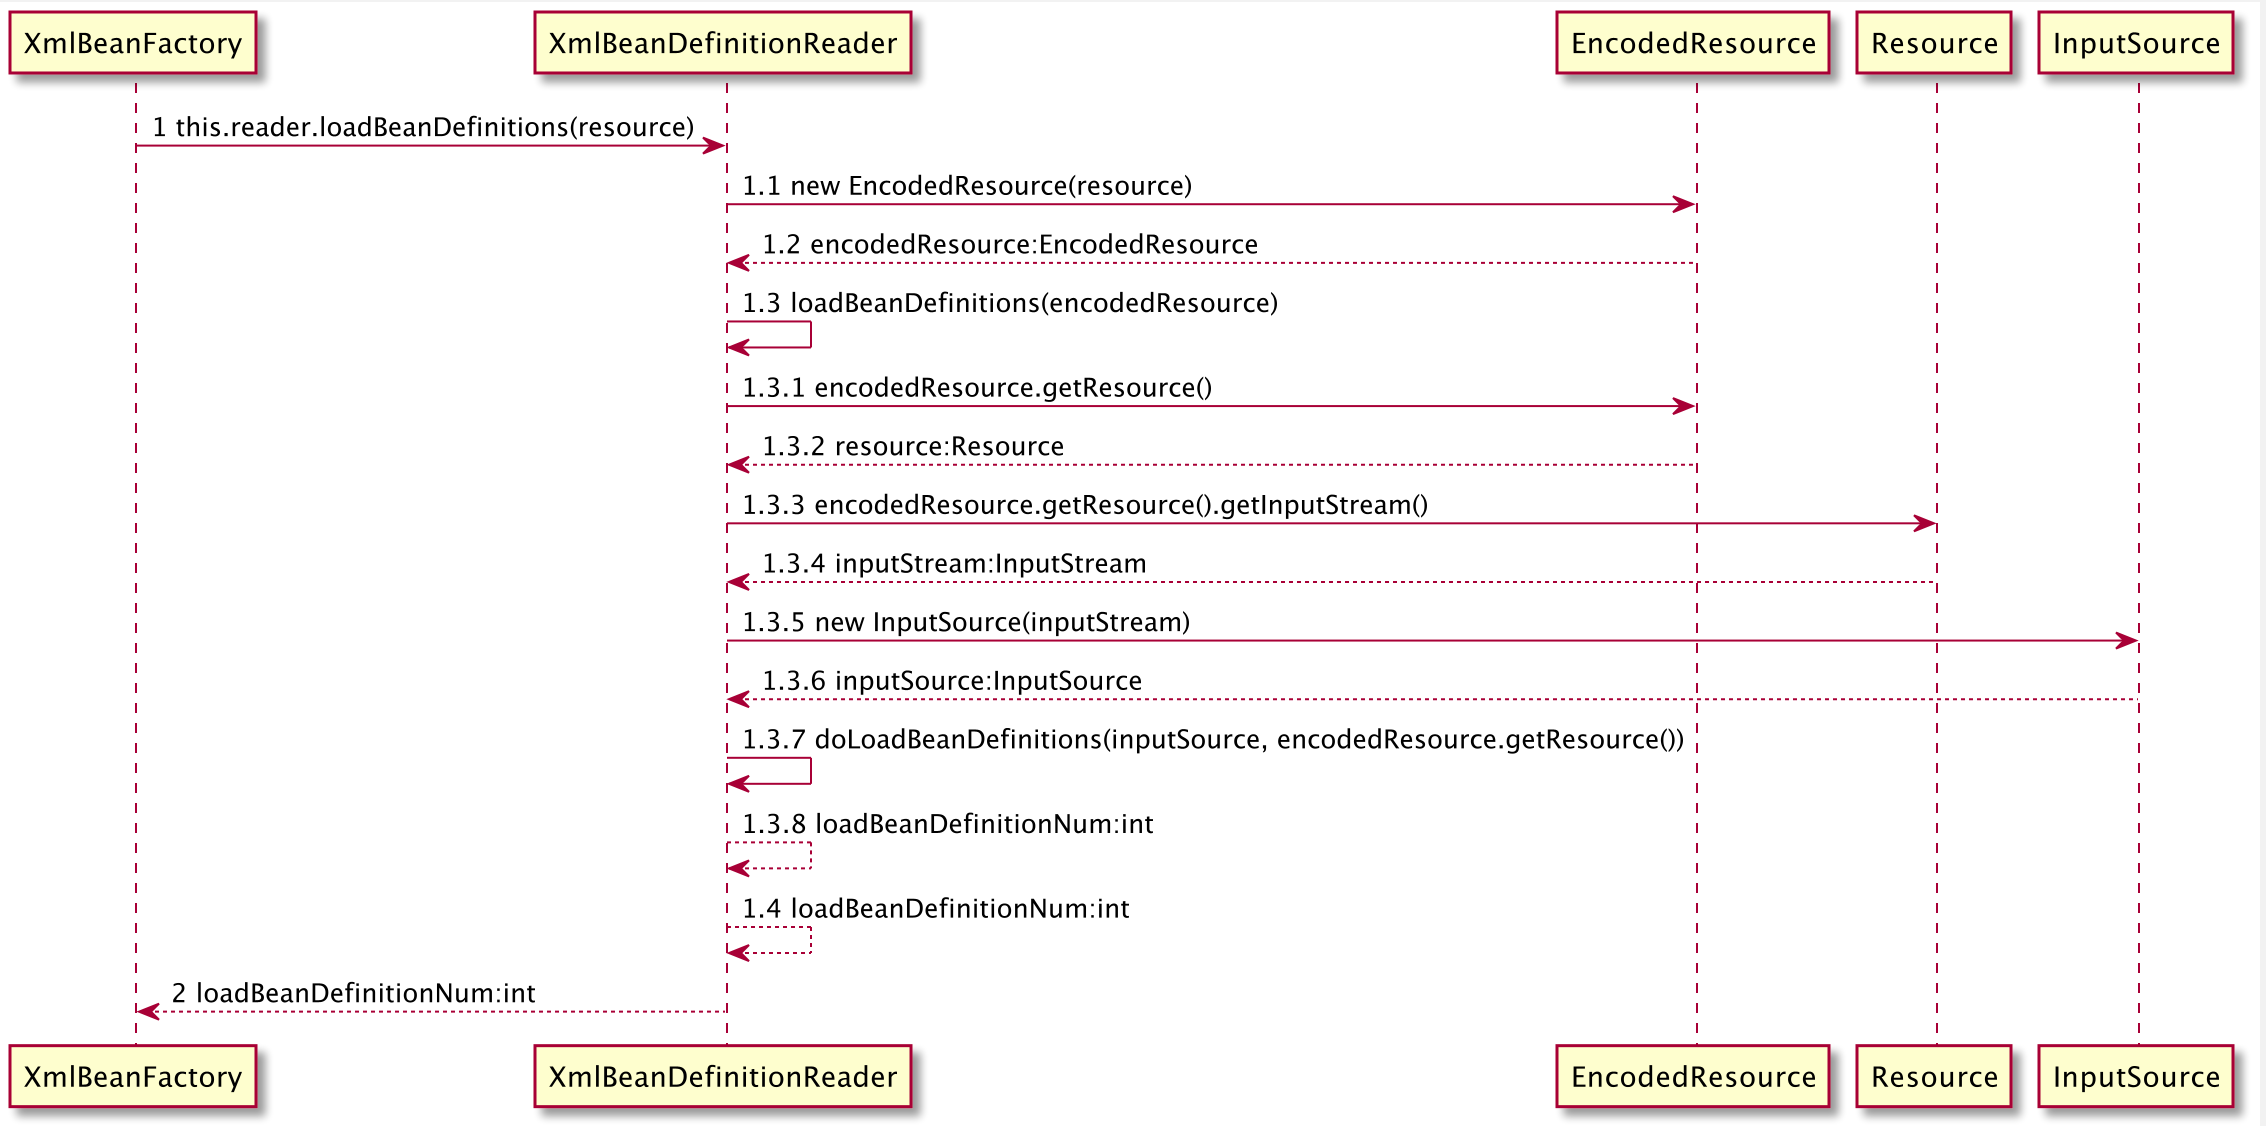 XmlBeanFactory
XmlBeanDefinitionReader
EncodedResource
Resource
InputSource
1 this.reader.loadBeanDefinitions(resource)
1.1 new EncodedResource(resource)
1.2 encodedResource:EncodedResource
1.3 loadBeanDefinitions(encodedResource)
1.3.1 encodedResource.getResource()
1.3.2 resource:Resource
1.3.3 encodedResource.getResource().getInputStream()
1.3.4 inputStream:InputStream
1.3.5 new InputSource(inputStream)
1.3.6 inputSource:InputSource
1.3.7 doLoadBeanDefinitions(inputSource, encodedResource.getResource())
1.3.8 loadBeanDefinitionNum:int
1.4 loadBeanDefinitionNum:int
2 loadBeanDefinitionNum:int
XmlBeanFactory
XmlBeanDefinitionReader
EncodedResource
Resource
InputSource